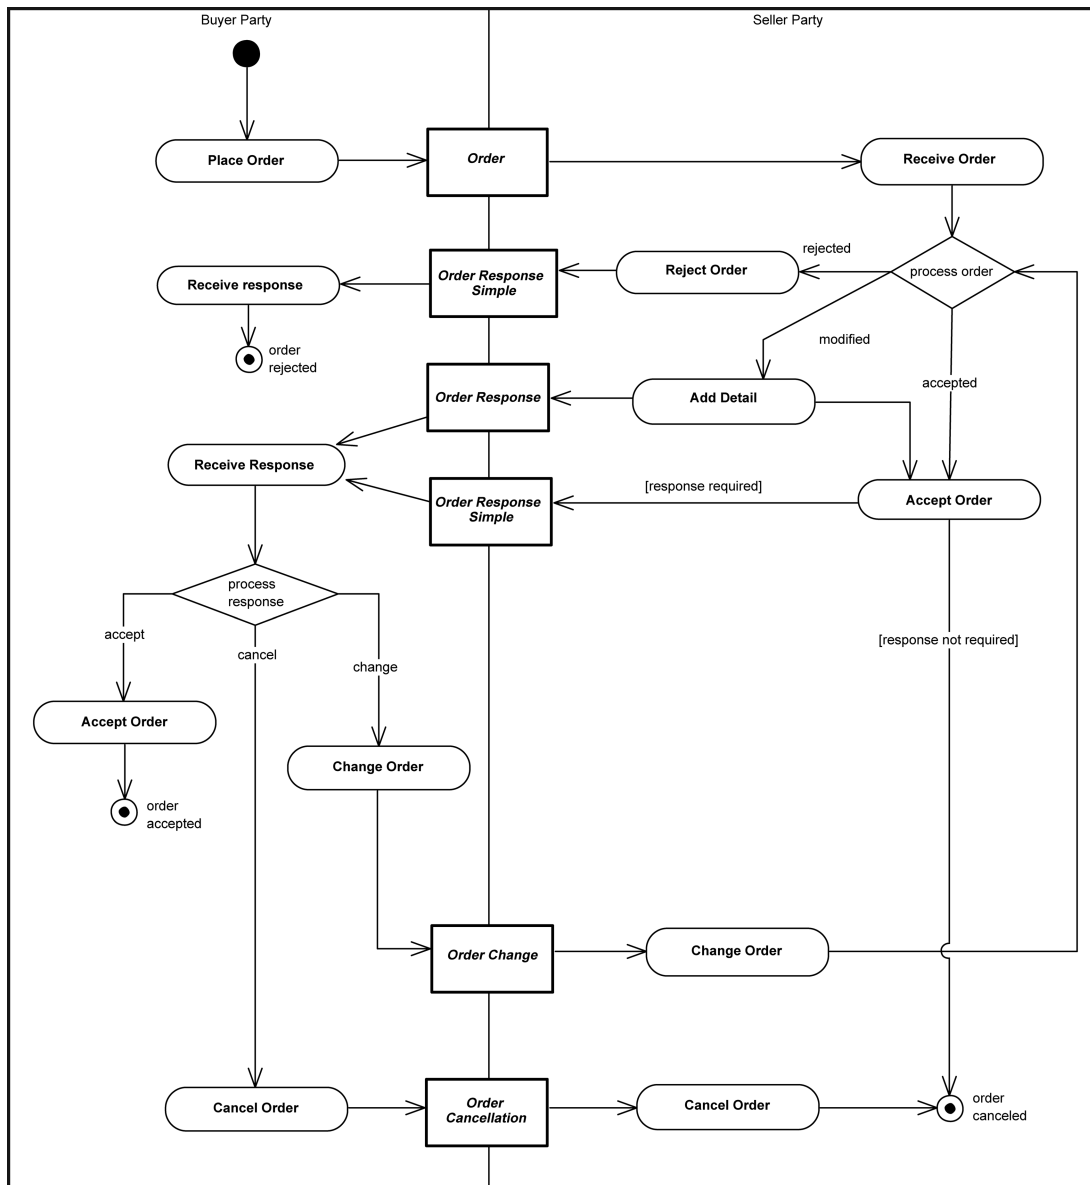 Buyer Party
Seller Party
Place Order
Order
Receive Order
rejected
Reject Order
process order
Order Response
Simple
Receive response
order
rejected
modified
accepted
Add Detail
Order Response
Receive Response
[response required]
Order Response
Simple
Accept Order
process
response
accept
cancel
change
[response not required]
Accept Order
Change Order
order
accepted
Order Change
Change Order
Cancel Order
Order
Cancellation
Cancel Order
order
canceled